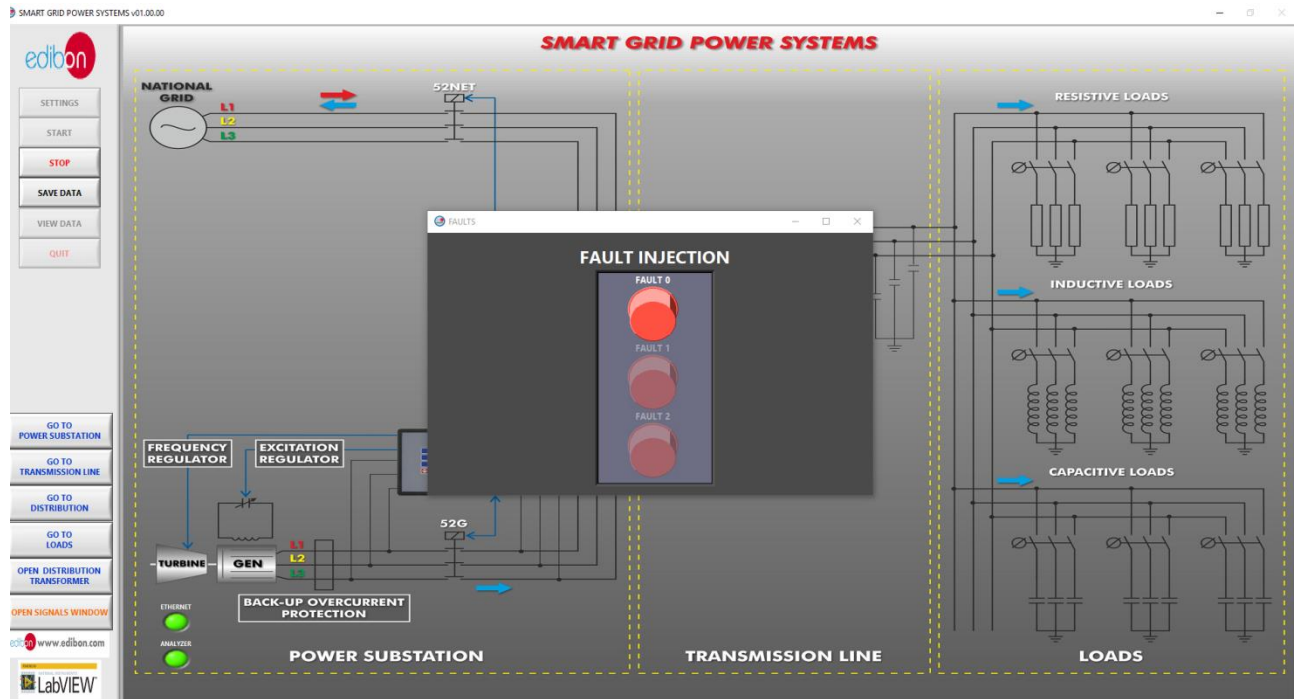 SMART GRID POWER SYSTEMS v01.00.00
edibon
SETTINGS
START
STOP
SAVE DATA
VIEW DATA
QUIT
GO TO
POWER SUBSTATION
GO TO
TRANSMISSION LINE
GO TO
DISTRIBUTION
GO TO
LOADS
OPEN DISTRIBUTION
TRANSFORMER
OPEN SIGNALS WINDOW
edibon www.edibon.com
LabVIEW
SMART GRID POWER SYSTEMS
NATIONAL
GRID
L1
L2
L3
52NET
FAULTS
FAULT INJECTION
FAULT 0
FAULT 1
FAULT 2
FREQUENCY
REGULATOR
EXCITATION
REGULATOR
52G
TURBINE
GEN
L1
L2
L3
BACK-UP OVERCURRENT
PROTECTION
ETHERNET
ANALYZER
POWER SUBSTATION
TRANSMISSION LINE
RESISTIVE LOADS
INDUCTIVE LOADS
CAPACITIVE LOADS
LOADS